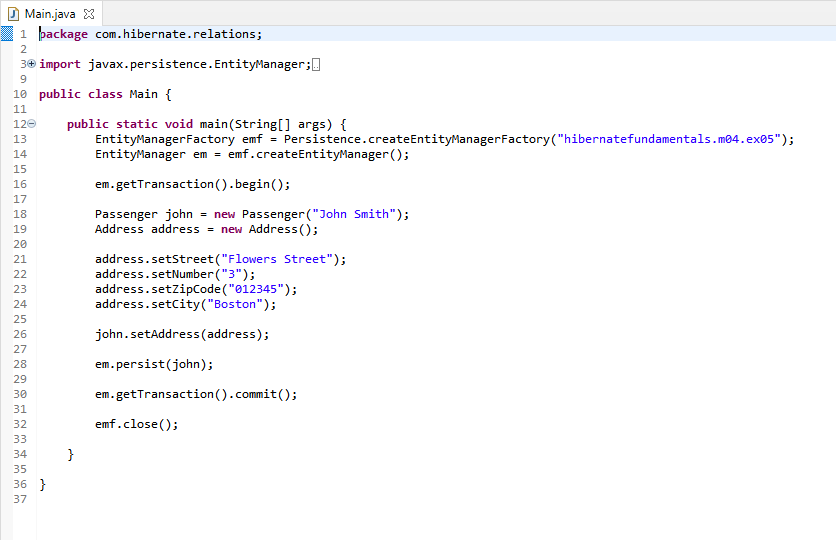 Main.java
1 package com.hibernate.relations;
2
3 import javax.persistence.EntityManager;
9
10 public class Main {
11
12     public static void main(String[] args) {
13         EntityManagerFactory emf = Persistence.createEntityManagerFactory("hibernatefundamentals.m04.ex05");
14         EntityManager em = emf.createEntityManager();
15
16         em.getTransaction().begin();
17
18         Passenger john = new Passenger("John Smith");
19         Address address = new Address();
20
21         address.setStreet("Flowers Street");
22         address.setNumber("3");
23         address.setZipCode("012345");
24         address.setCity("Boston");
25
26         john.setAddress(address);
27
28         em.persist(john);
29
30         em.getTransaction().commit();
31
32         emf.close();
33
34     }
35
36 }
37